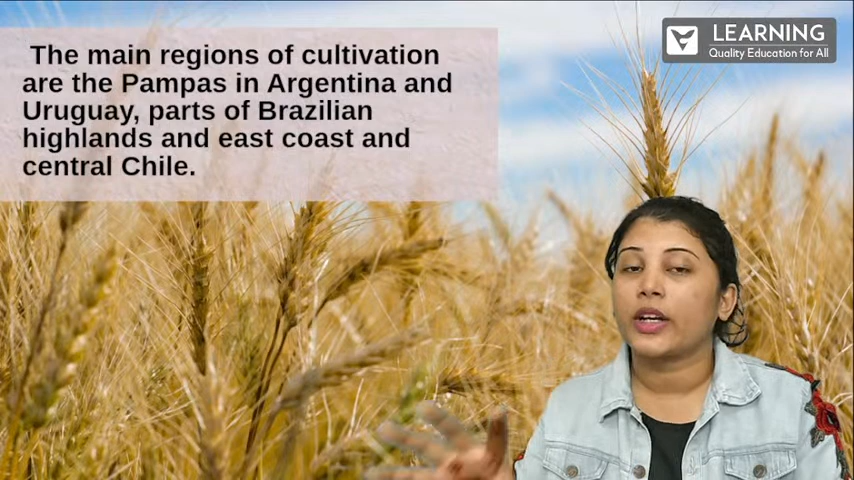 The main regions of cultivation
are the Pampas in Argentina and
Uruguay, parts of Brazilian
highlands and east coast and
central Chile.
LEARNING
Quality Education for All